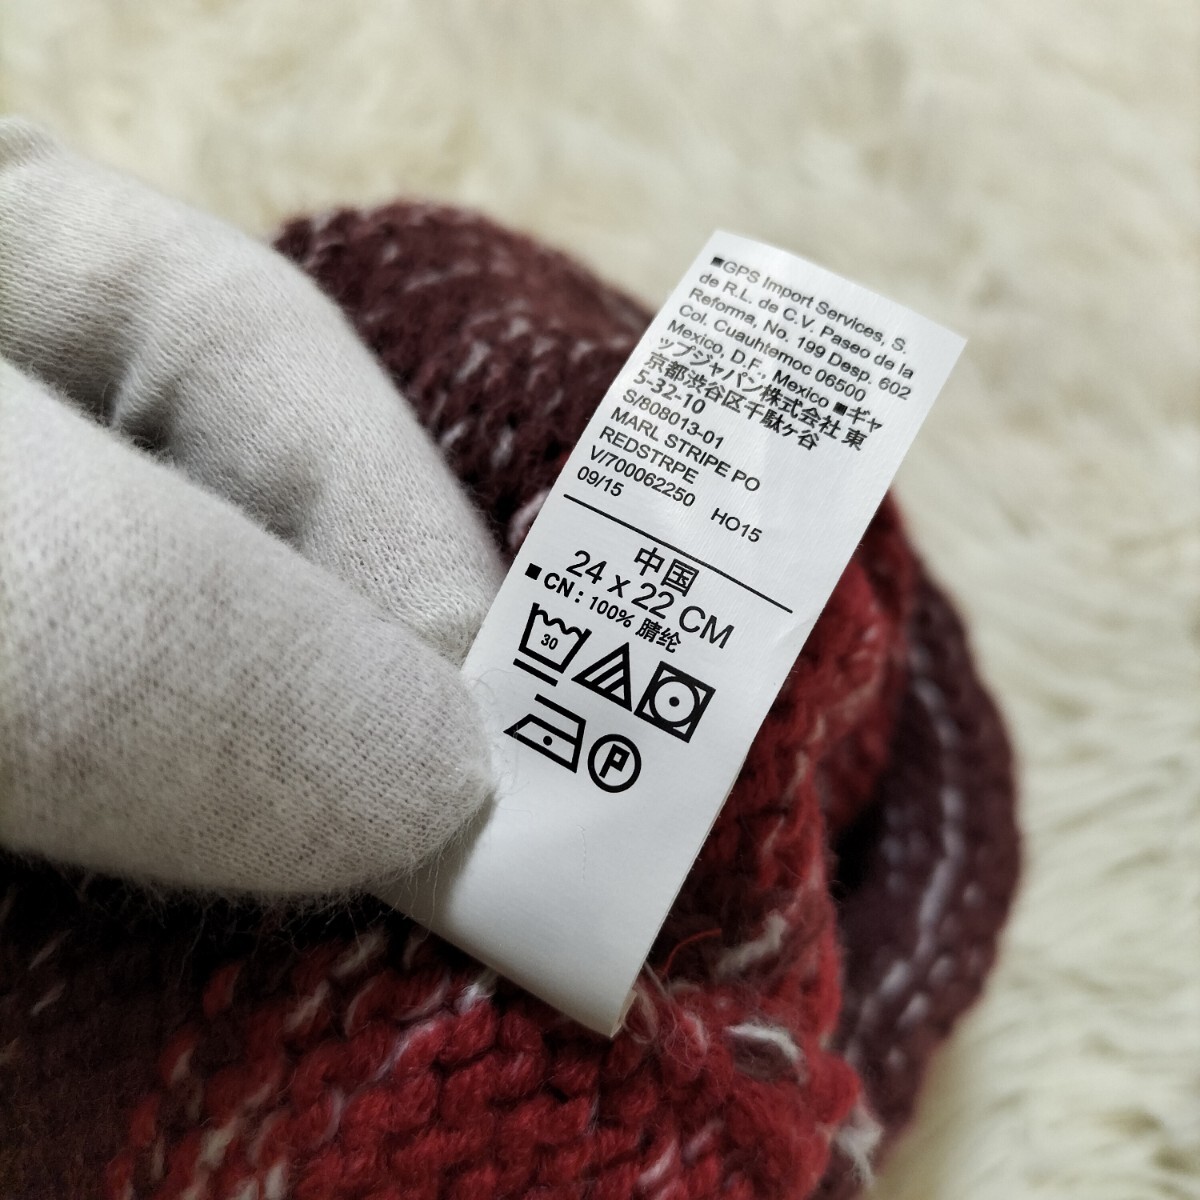 ■GPS Import Services, S.
de R.L. de C.V. Paseo de la
Reforma, No. 199 Desp. 602
Col. Cuauhtemoc 06500
Mexico, D.F., Mexico ■ギャ
ップジャパン株式会社 東
京都渋谷区千駄ヶ谷
5-32-10
S/808013-01
MARL STRIPE PO
REDSTRPE
V/700062250 HO15
09/15
中国
24 x 22 CM
■ CN : 100% 腈纶
30
P